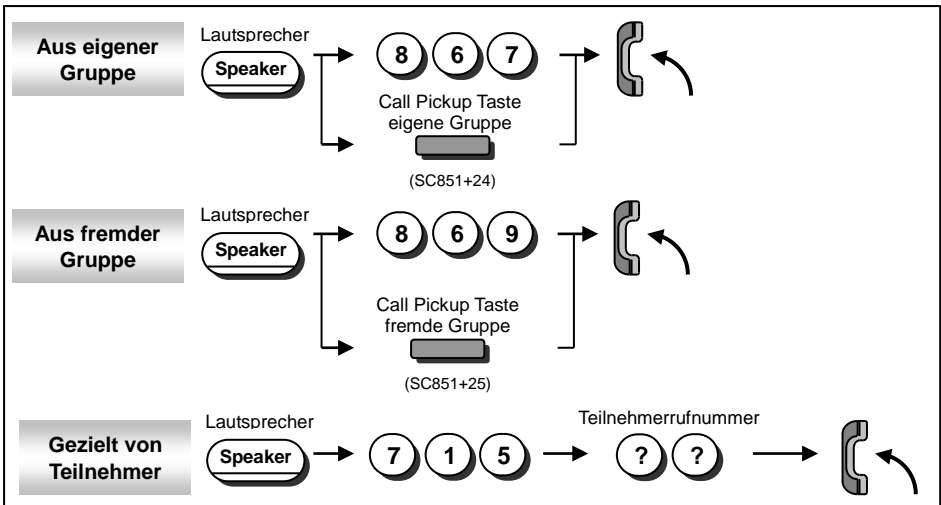 Aus eigener
Gruppe
Lautsprecher
Speaker
8 6 7
Call Pickup Taste
eigene Gruppe
(SC851+24)
Aus fremder
Gruppe
Lautsprecher
Speaker
8 6 9
Call Pickup Taste
fremde Gruppe
(SC851+25)
Gezielt von
Teilnehmer
Lautsprecher
Speaker
7 1 5
Teilnehmerrufnummer
? ?